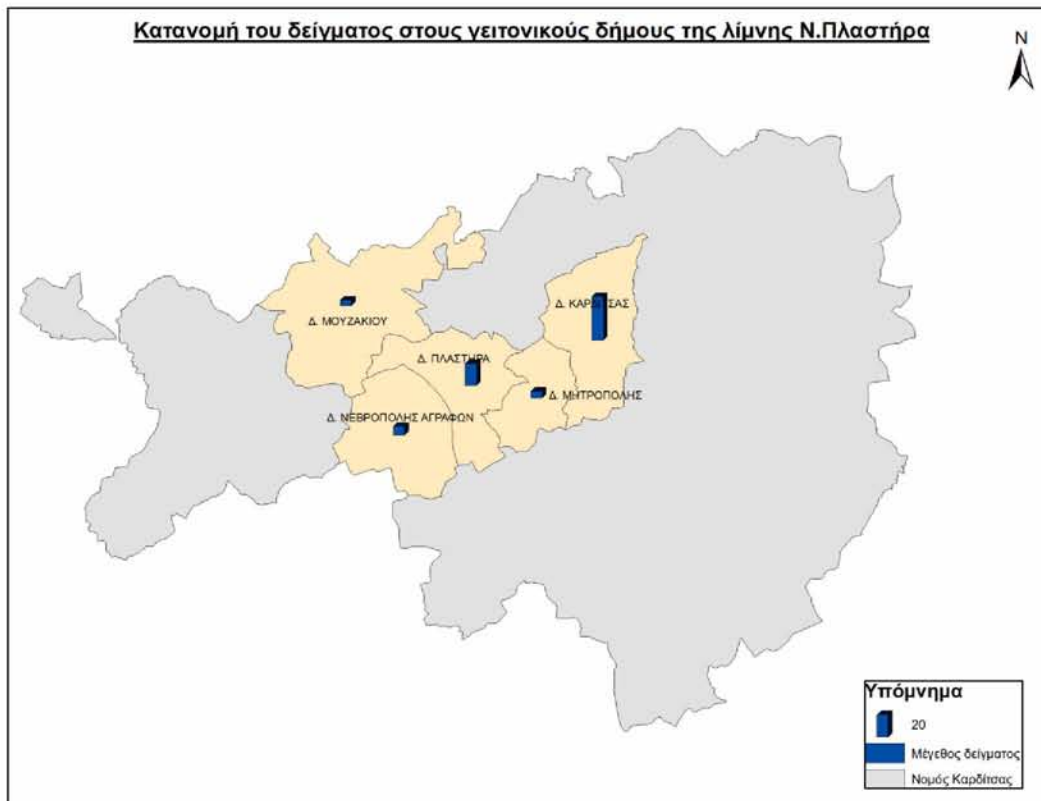 Κατανομή του δείγματος στους γειτονικούς δήμους της λίμνης Ν.Πλαστήρα
N
Δ. ΚΑΡΔΙΤΣΑΣ
Δ. ΜΟΥΖΑΚΙΟΥ
Δ. ΠΛΑΣΤΗΡΑ
Δ. ΜΗΤΡΟΠΟΛΗΣ
Δ. ΝΕΒΡΟΠΟΛΗΣ ΑΓΡΑΦΩΝ
Υπόμνημα
20
Μέγεθος δείγματος
Νομός Καρδίτσας